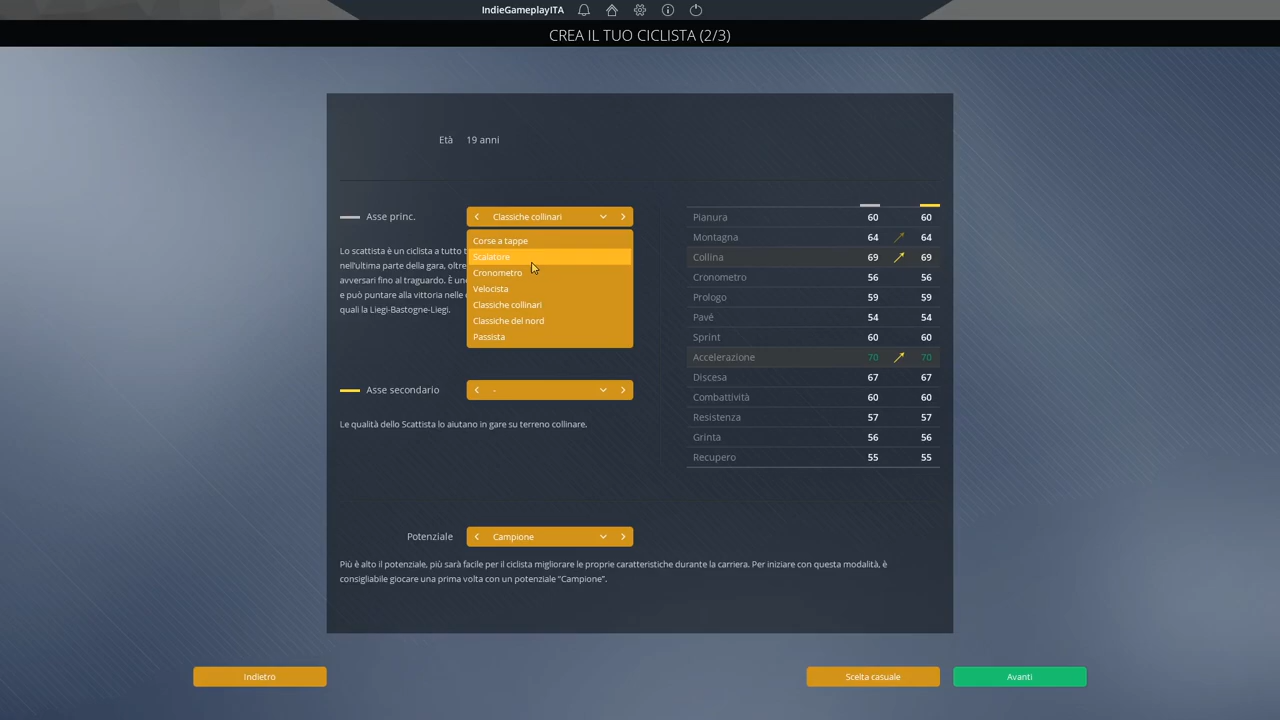 IndieGameplayITA
CREA IL TUO CICLISTA (2/3)
Età 19 anni
Asse princ. Classiche collinari
Corse a tappe
Scalatore
Cronometro
Velocista
Classiche collinari
Classiche del nord
Passista
Lo scattista è un ciclista a tutto t
nell'ultima parte della gara, oltre
avversari fino al traguardo. È uno
e può puntare alla vittoria nelle
quali la Liegi-Bastogne-Liegi.
Asse secondario -
Le qualità dello Scattista lo aiutano in gare su terreno collinare.
Pianura 60 60
Montagna 64 64
Collina 69 69
Cronometro 56 56
Prologo 59 59
Pavé 54 54
Sprint 60 60
Accelerazione 70 70
Discesa 67 67
Combattività 60 60
Resistenza 57 57
Grinta 56 56
Recupero 55 55
Potenziale Campione
Più è alto il potenziale, più sarà facile per il ciclista migliorare le proprie caratteristiche durante la carriera. Per iniziare con questa modalità, è
consigliabile giocare una prima volta con un potenziale "Campione".
Indietro
Scelta casuale
Avanti